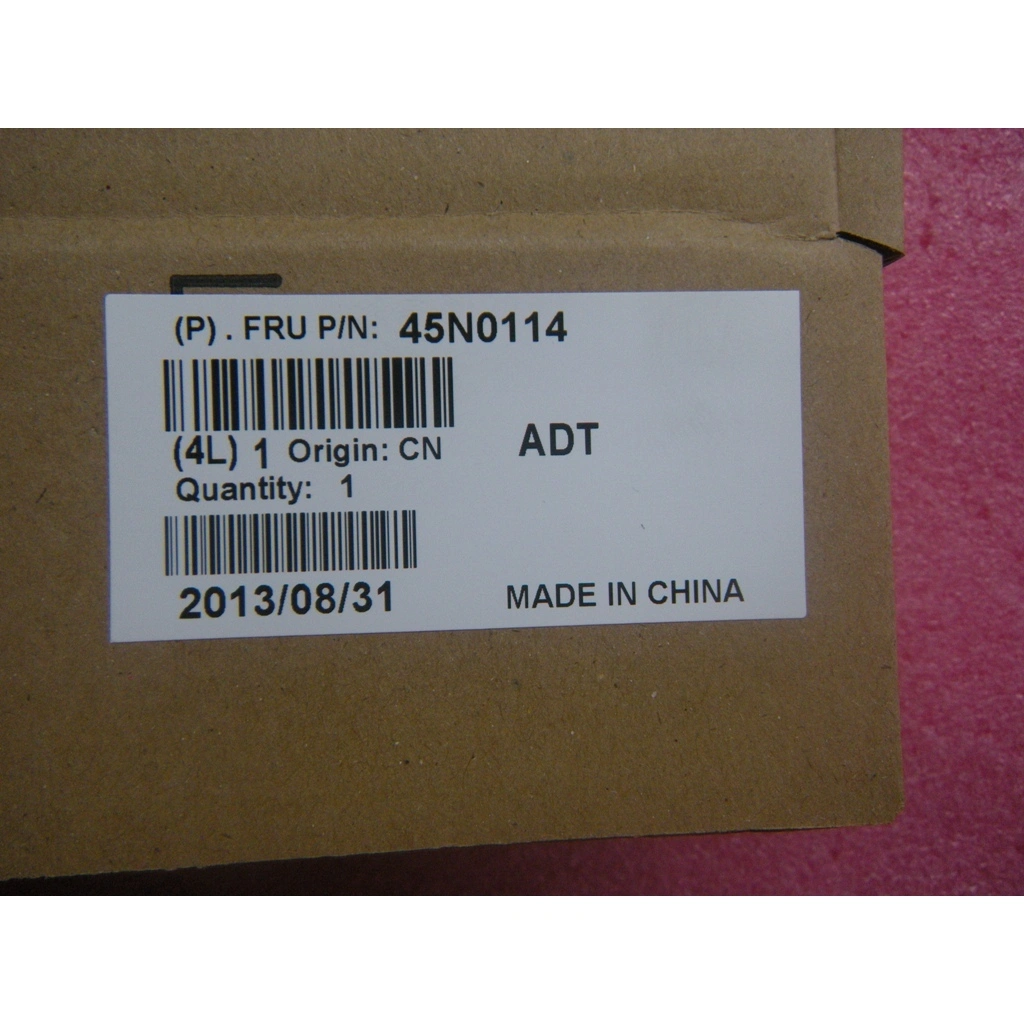 (P) . FRU P/N: 45N0114
(4L) 1 Origin: CN
ADT
Quantity: 1
2013/08/31
MADE IN CHINA